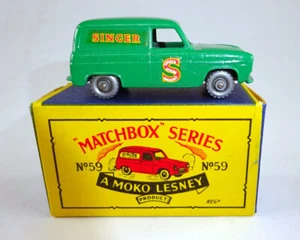 SINGER
S
"MATCHBOX" SERIES
Nº59
Nº59
A MOKO LESNEY
PRODUCT